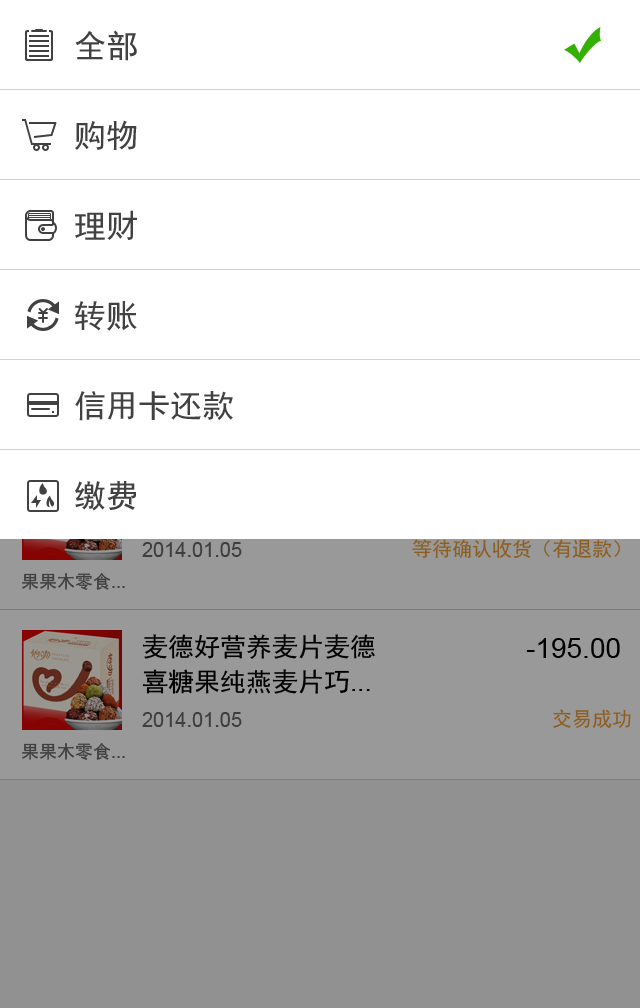 全部
购物
理财
转账
信用卡还款
缴费
2014.01.05 等待确认收货（有退款）
果果木零食...
麦德好营养麦片麦德 -195.00
喜糖果纯燕麦片巧...
2014.01.05 交易成功
果果木零食...